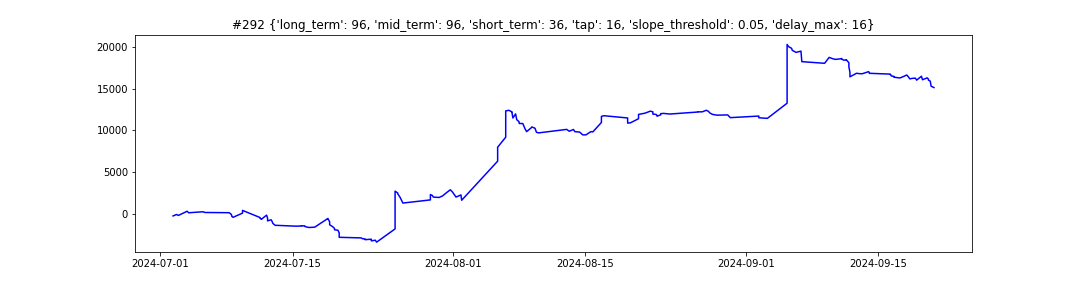 #292 {'long_term': 96, 'mid_term': 96, 'short_term': 36, 'tap': 16, 'slope_threshold': 0.05, 'delay_max': 16}
20000
15000
10000
5000
0
2024-07-01 2024-07-15 2024-08-01 2024-08-15 2024-09-01 2024-09-15